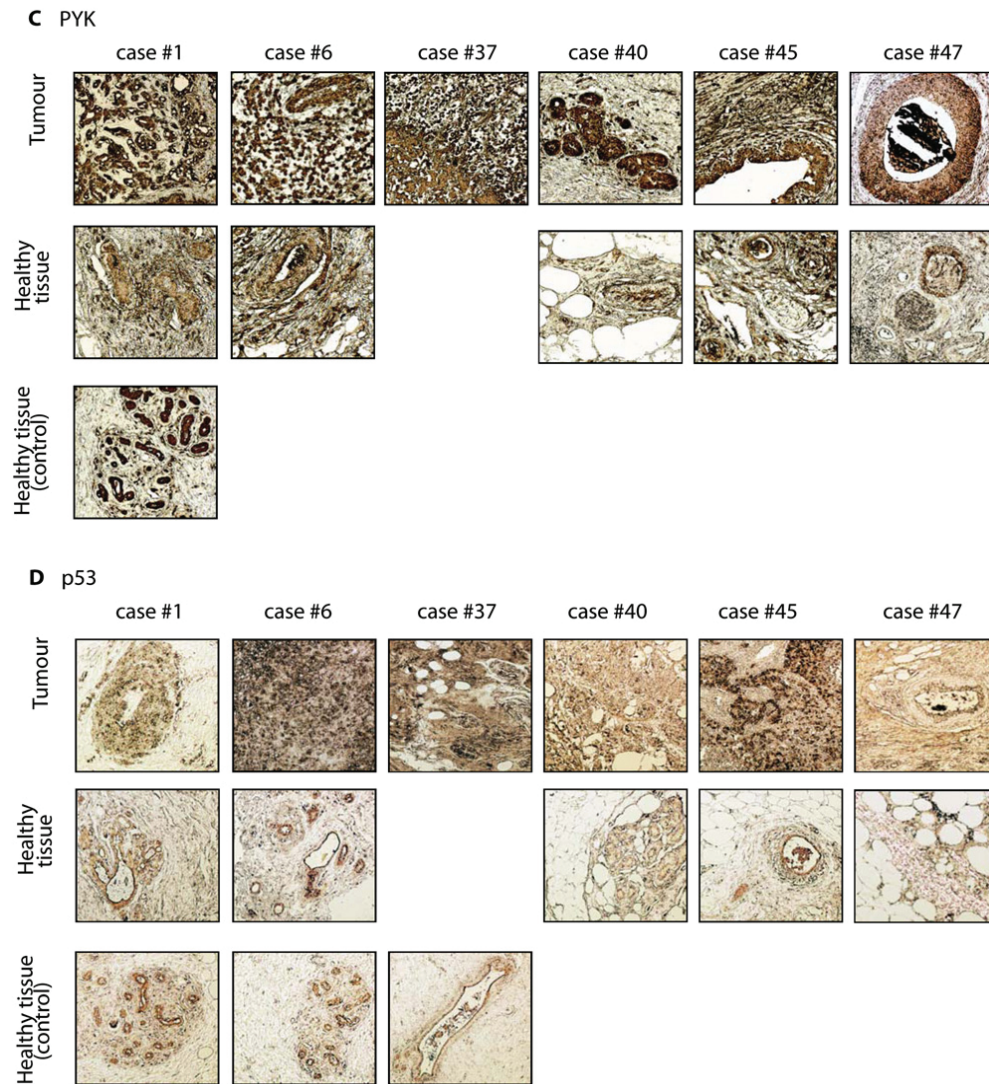 C PYK
case #1 case #6 case #37 case #40 case #45 case #47
Tumour
Healthy
tissue
Healthy tissue
(control)
D p53
case #1 case #6 case #37 case #40 case #45 case #47
Tumour
Healthy
tissue
Healthy tissue
(control)